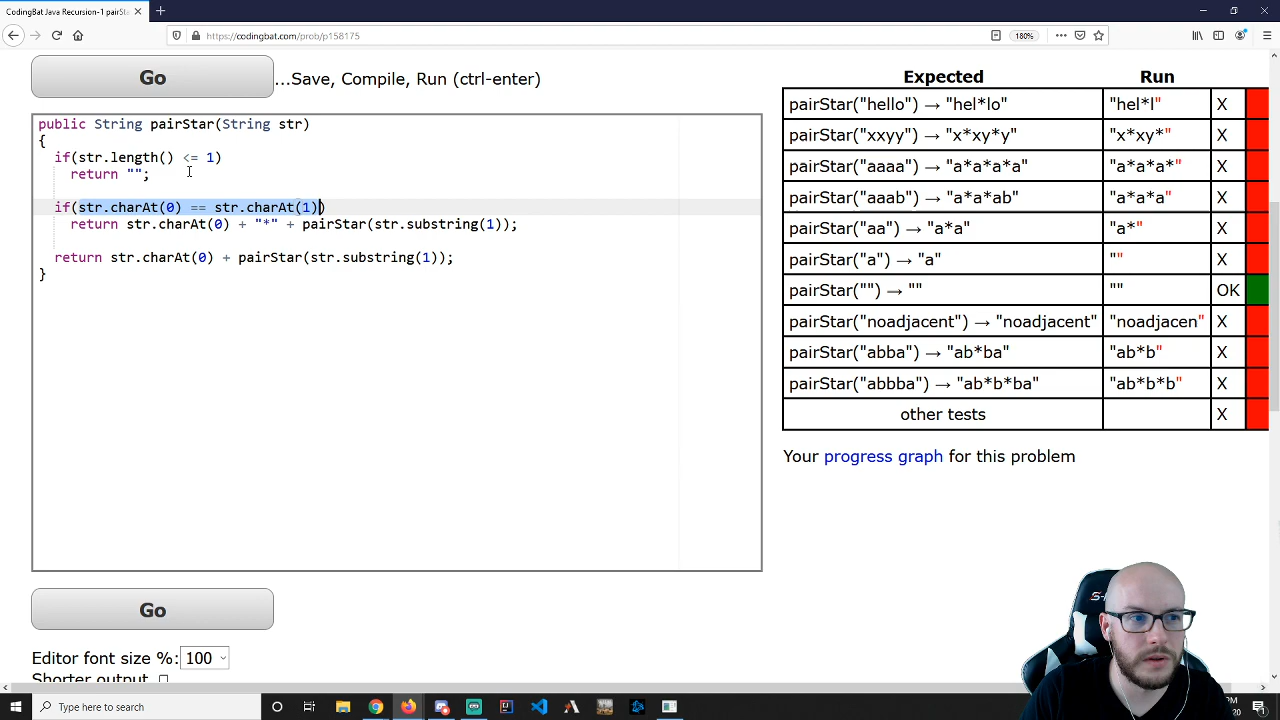 CodingBat Java Recursion-1 pairSta
https://codingbat.com/prob/p158175
180%
Go
...Save, Compile, Run (ctrl-enter)
public String pairStar(String str)
{
if(str.length() <= 1)
return "";
if(str.charAt(0) == str.charAt(1))
return str.charAt(0) + "*" + pairStar(str.substring(1));
return str.charAt(0) + pairStar(str.substring(1));
}
Expected Run
pairStar("hello") → "hel*lo" "hel*l" X
pairStar("xxyy") → "x*xy*y" "x*xy*" X
pairStar("aaaa") → "a*a*a*a" "a*a*a*" X
pairStar("aaab") → "a*a*ab" "a*a*a" X
pairStar("aa") → "a*a" "a*" X
pairStar("a") → "a" "" X
pairStar("") → "" "" OK
pairStar("noadjacent") → "noadjacent" "noadjacen" X
pairStar("abba") → "ab*ba" "ab*b" X
pairStar("abbba") → "ab*b*ba" "ab*b*b" X
other tests X
Your progress graph for this problem
Go
Editor font size %: 100
Shorter output
Type here to search